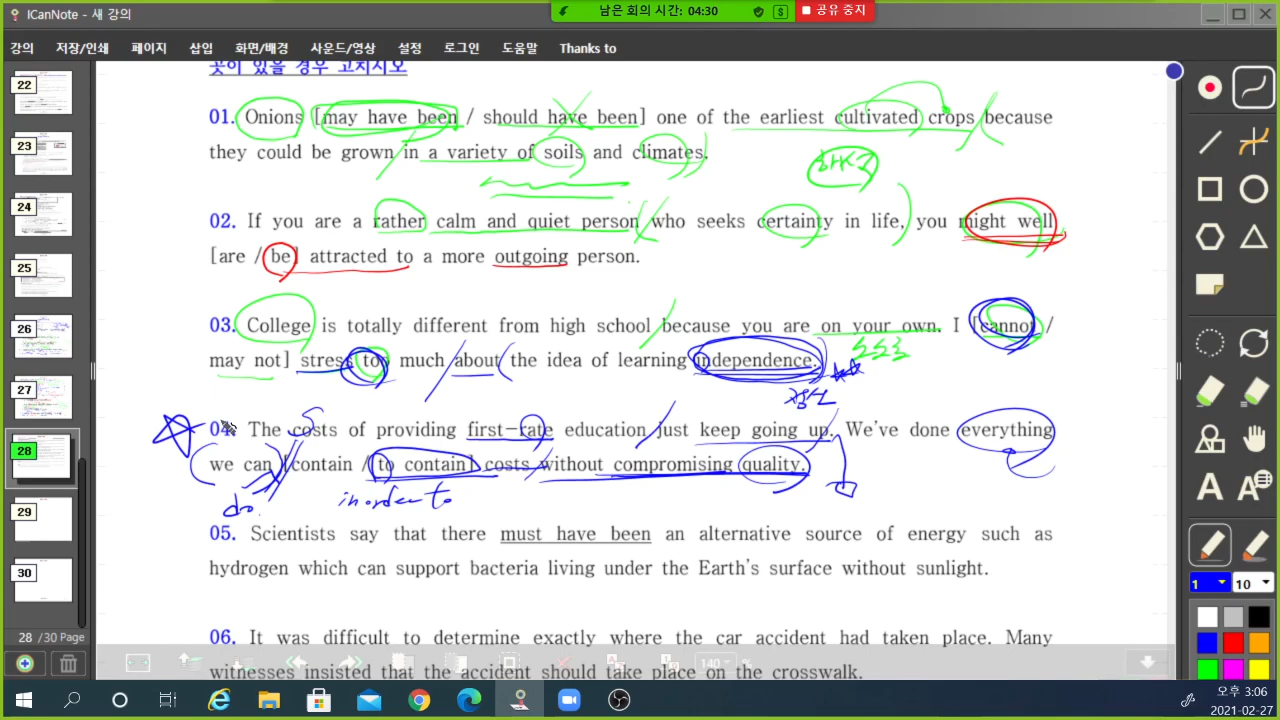 ICanNote - 새 강의
남은 회의 시간: 04:30
공유 중지
강의 저장/인쇄 페이지 삽입 화면/배경 사운드/영상 설정 로그인 도움말 Thanks to
곳이 있을 경우 고치시오
01. Onions [may have been / should have been] one of the earliest cultivated crops because
they could be grown in a variety of soils and climates.
02. If you are a rather calm and quiet person who seeks certainty in life, you might well
[are / be] attracted to a more outgoing person.
03. College is totally different from high school because you are on your own. I [cannot /
may not] stress too much about the idea of learning independence.
스스로
S
04. The costs of providing first-rate education just keep going up. We've done everything
we can [contain / to contain] costs without compromising quality.
do.
in order to
05. Scientists say that there must have been an alternative source of energy such as
hydrogen which can support bacteria living under the Earth's surface without sunlight.
06. It was difficult to determine exactly where the car accident had taken place. Many
witnesses insisted that the accident should take place on the crosswalk.
22
23
24
25
26
27
28
29
30
28 /30 Page
140 %
1 10
오후 3:06
2021-02-27